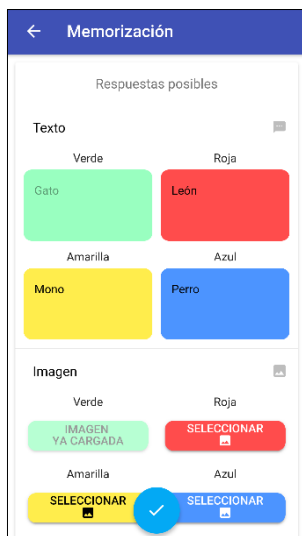 Memorización
Respuestas posibles
Texto
Verde Roja
Gato León
Amarilla Azul
Mono Perro
Imagen
Verde Roja
IMAGEN YA CARGADA SELECCIONAR
Amarilla Azul
SELECCIONAR SELECCIONAR